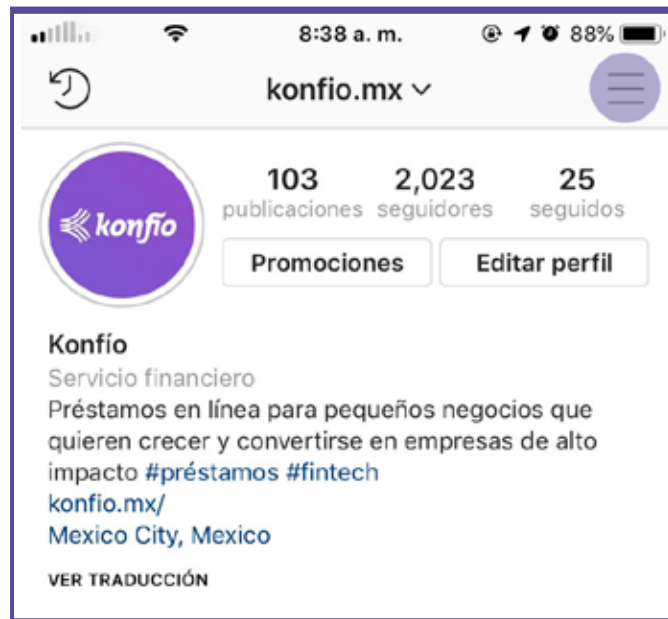 8:38 a. m.
88%
konfio.mx
103 2,023 25
publicaciones seguidores seguidos
konfío
Promociones Editar perfil
Konfío
Servicio financiero
Préstamos en línea para pequeños negocios que
quieren crecer y convertirse en empresas de alto
impacto #préstamos #fintech
konfio.mx/
Mexico City, Mexico
VER TRADUCCIÓN